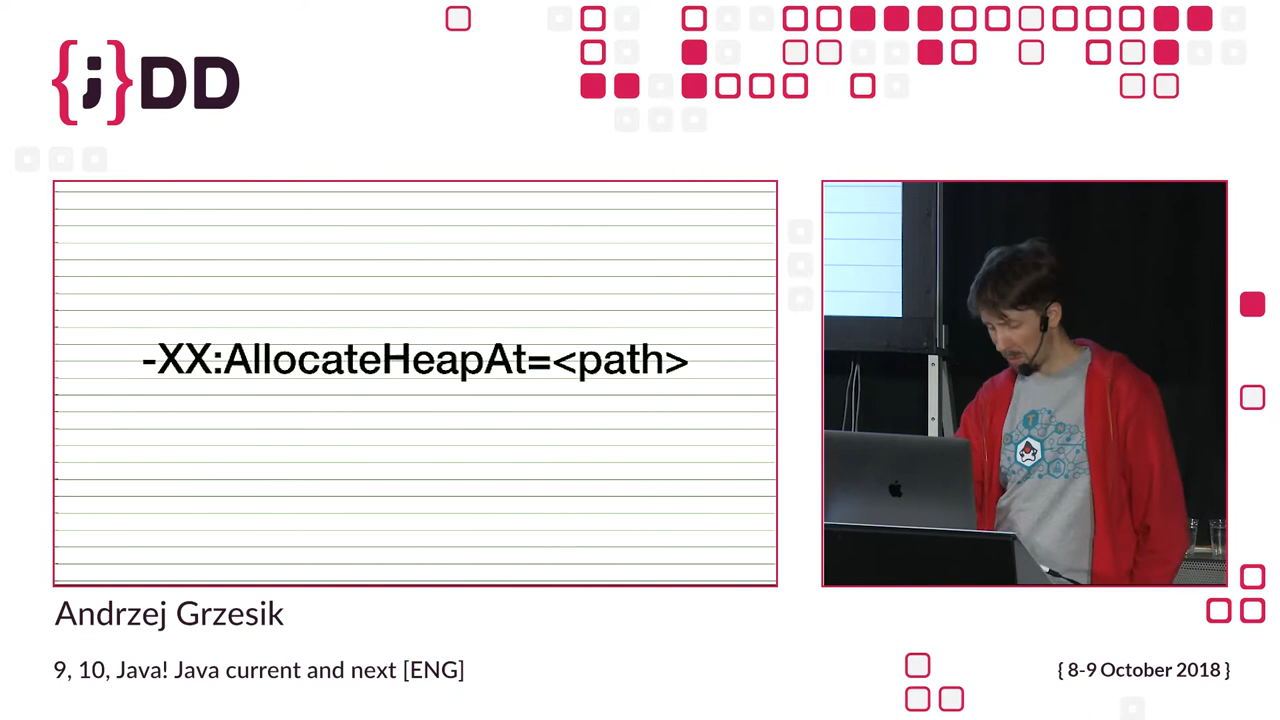 {j}DD
-XX:AllocateHeapAt=<path>
T
Andrzej Grzesik
9, 10, Java! Java current and next [ENG]
{ 8-9 October 2018 }